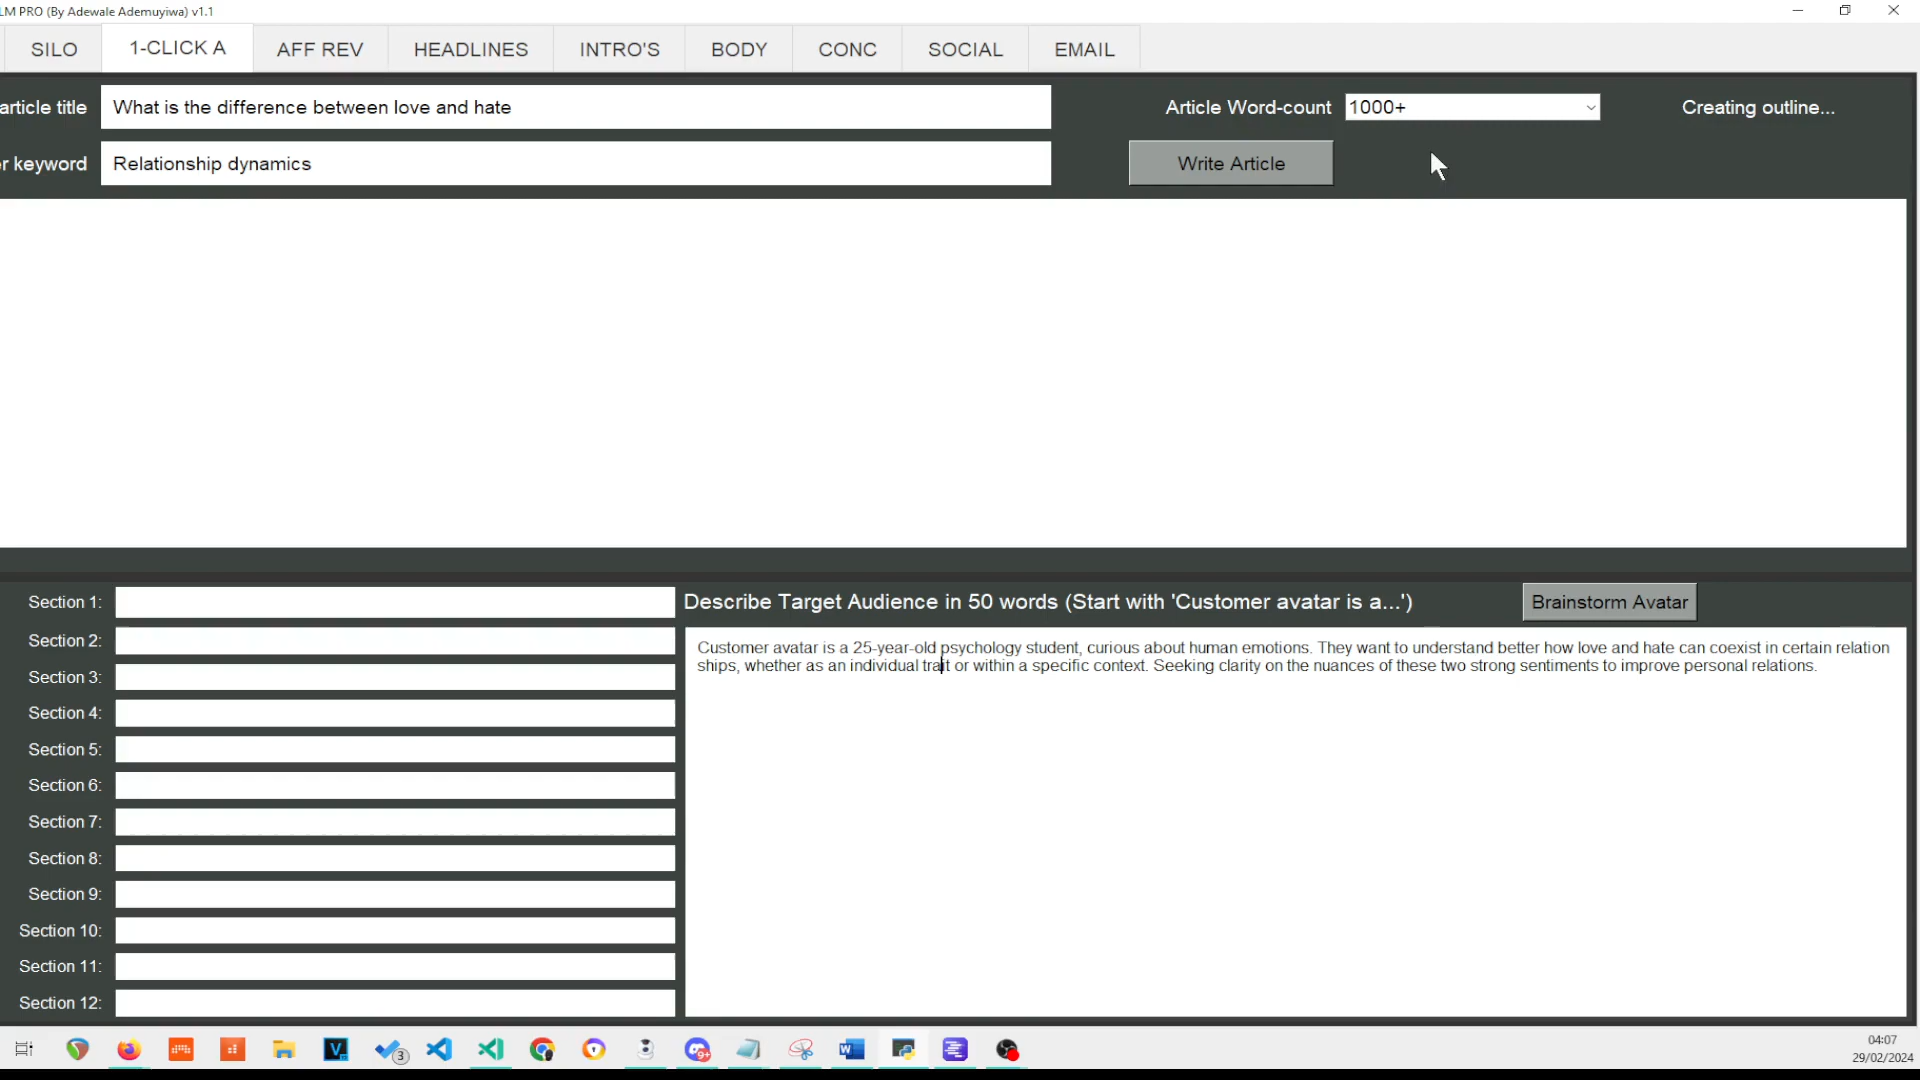 LM PRO (By Adewale Ademuyiwa) v1.1
SILO 1-CLICK A AFF REV HEADLINES INTRO'S BODY CONC SOCIAL EMAIL
article title What is the difference between love and hate Article Word-count 1000+ Creating outline...
r keyword Relationship dynamics Write Article
Section 1: Describe Target Audience in 50 words (Start with 'Customer avatar is a...') Brainstorm Avatar
Section 2:
Customer avatar is a 25-year-old psychology student, curious about human emotions. They want to understand better how love and hate can coexist in certain relation
ships, whether as an individual trait or within a specific context. Seeking clarity on the nuances of these two strong sentiments to improve personal relations.
Section 3:
Section 4:
Section 5:
Section 6:
Section 7:
Section 8:
Section 9:
Section 10:
Section 11:
Section 12:
3
9+
04:07
29/02/2024